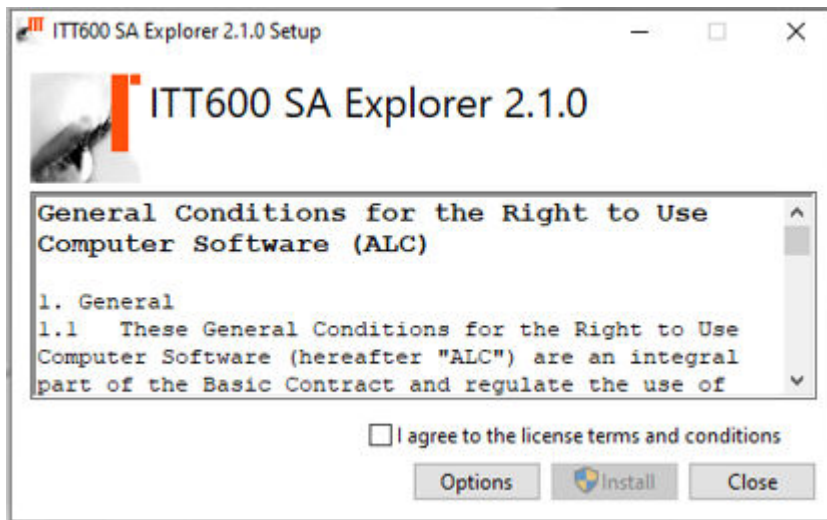 ITT600 SA Explorer 2.1.0 Setup
ITT600 SA Explorer 2.1.0
General Conditions for the Right to Use
Computer Software (ALC)
1. General
1.1 These General Conditions for the Right to Use
Computer Software (hereafter "ALC") are an integral
part of the Basic Contract and regulate the use of
I agree to the license terms and conditions
Options Install Close